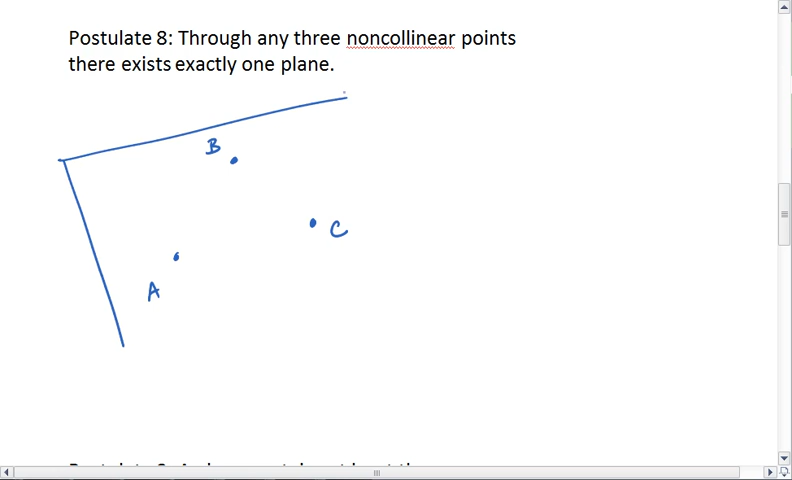 Postulate 8: Through any three noncollinear points
there exists exactly one plane.
B
C
A